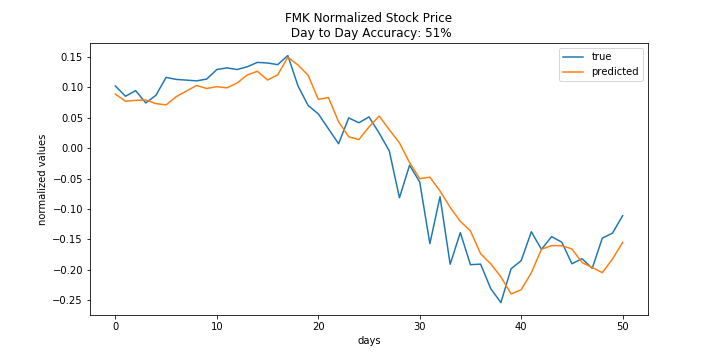 FMK Normalized Stock Price
Day to Day Accuracy: 51%
true
predicted
0.15
0.10
0.05
0.00
−0.05
−0.10
−0.15
−0.20
−0.25
normalized values
0 10 20 30 40 50
days